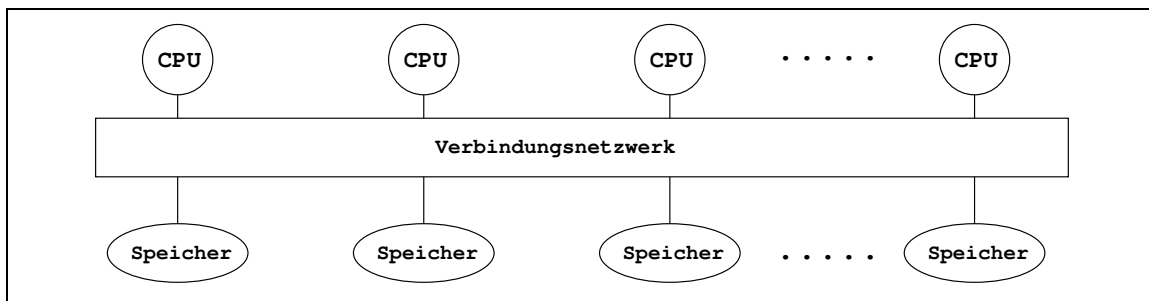 CPU CPU CPU ..... CPU
Verbindungsnetzwerk
Speicher Speicher Speicher ..... Speicher